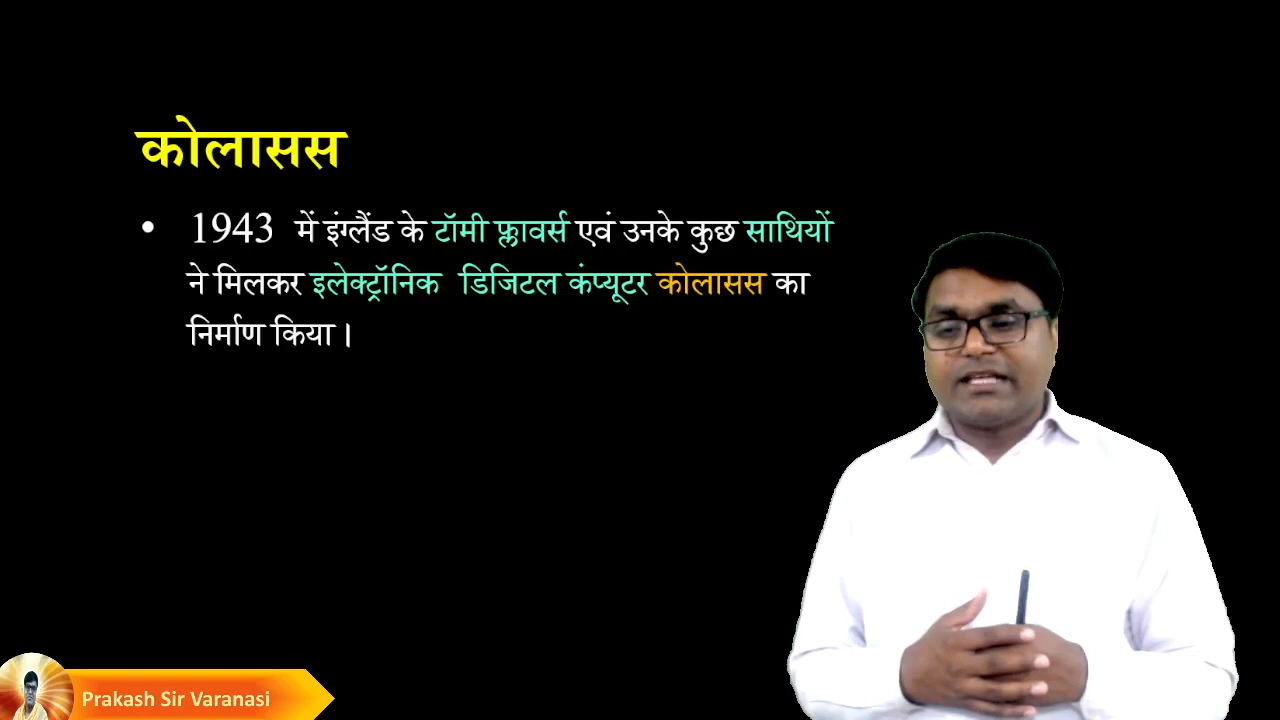 कोलासस
• 1943 में इंग्लैंड के टॉमी फ्लावर्स एवं उनके कुछ साथियों
ने मिलकर इलेक्ट्रॉनिक डिजिटल कंप्यूटर कोलासस का
निर्माण किया ।
Prakash Sir Varanasi